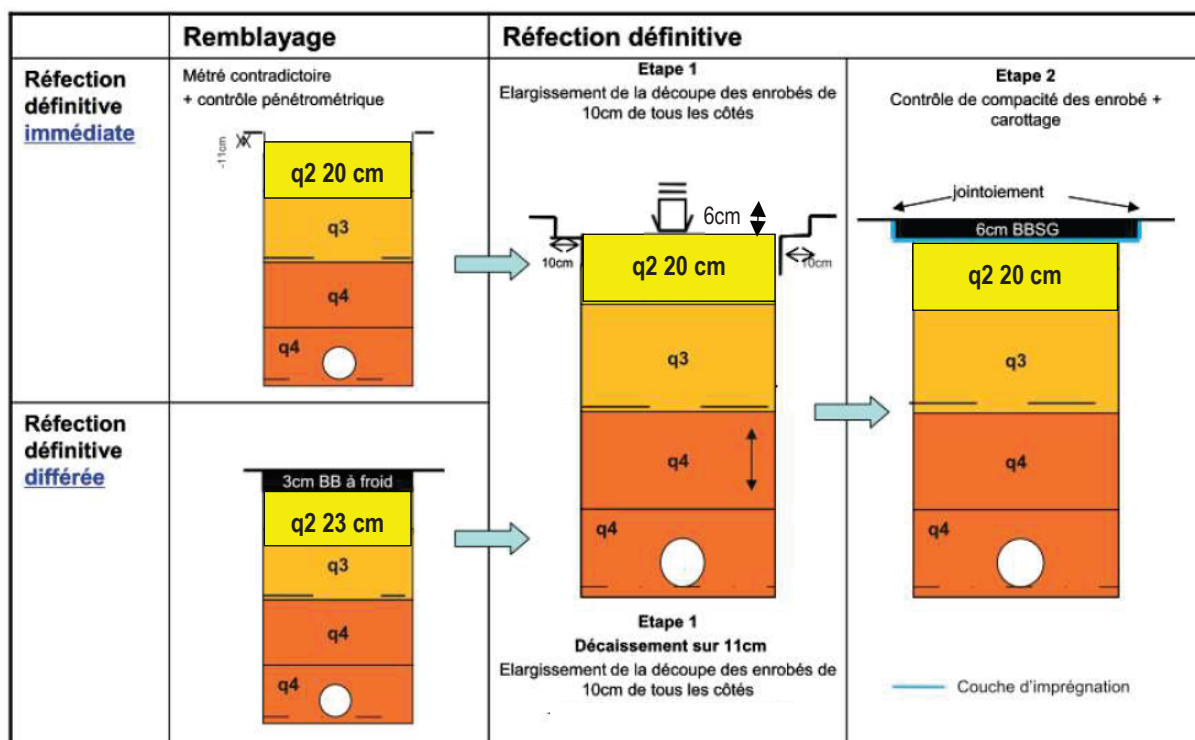 Remblayage
Réfection définitive
Réfection
définitive
immédiate
Métré contradictoire
+ contrôle pénétrométrique
-11cm
q2 20 cm
q3
q4
q4
Etape 1
Elargissement de la découpe des enrobés de
10cm de tous les côtés
6cm
10cm
10cm
q2 20 cm
q3
q4
q4
Etape 2
Contrôle de compacité des enrobé +
carottage
jointoiement
6cm BBSG
q2 20 cm
q3
q4
q4
Réfection
définitive
différée
3cm BB à froid
q2 23 cm
q3
q4
q4
Etape 1
Décaissement sur 11cm
Elargissement de la découpe des enrobés de
10cm de tous les côtés
Couche d'imprégnation